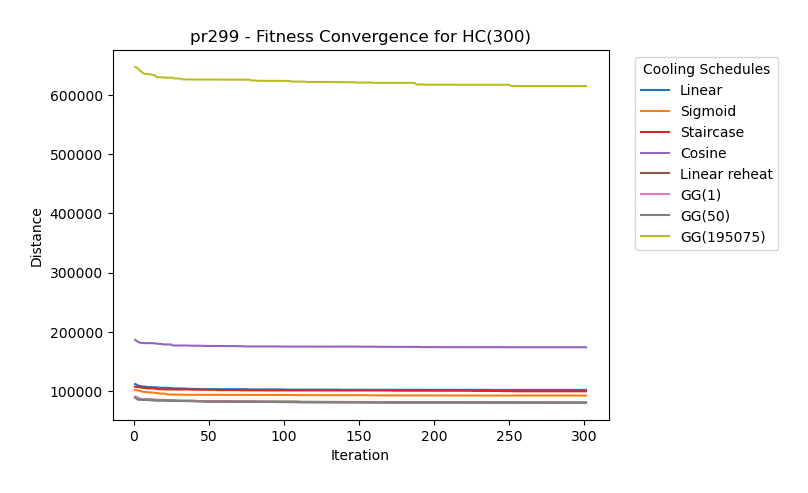 pr299 - Fitness Convergence for HC(300)
Distance
600000
500000
400000
300000
200000
100000
0
50
100
150
200
250
300
Iteration
Cooling Schedules
Linear
Sigmoid
Staircase
Cosine
Linear reheat
GG(1)
GG(50)
GG(195075)